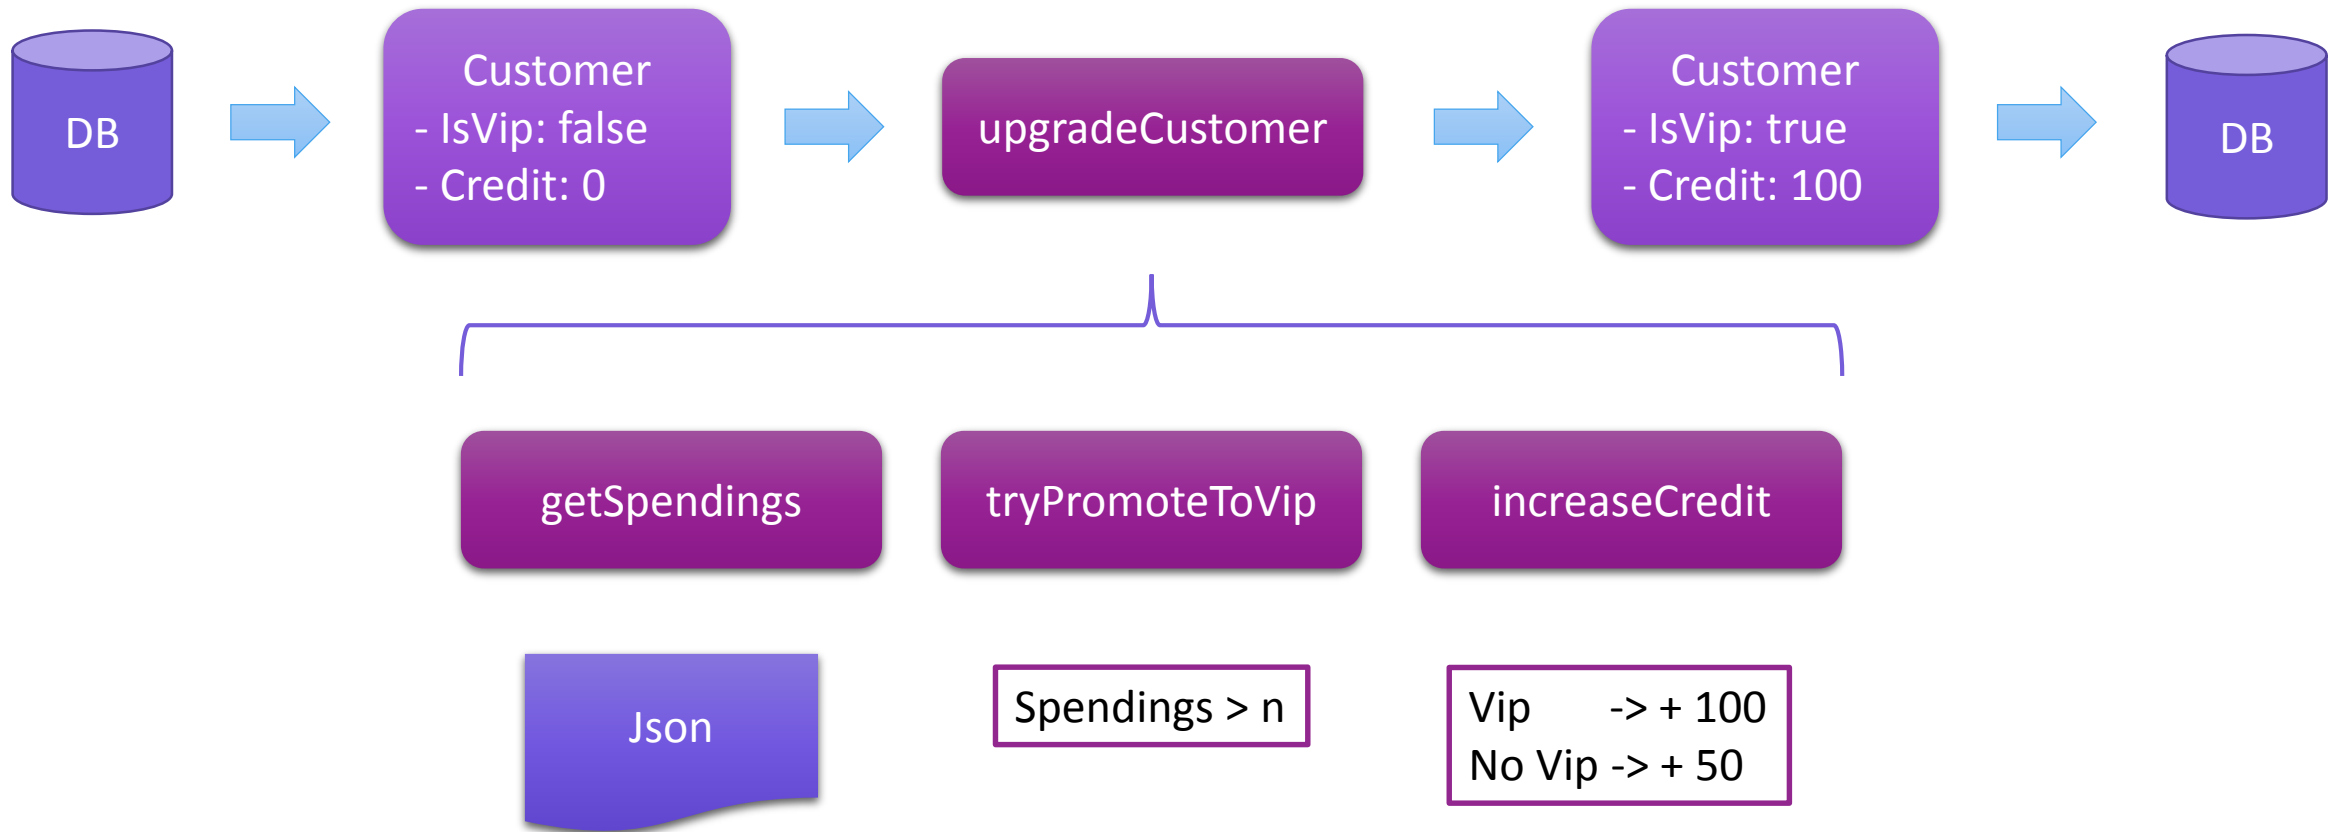 DB
Customer
- IsVip: false
- Credit: 0
upgradeCustomer
Customer
- IsVip: true
- Credit: 100
DB
getSpendings
tryPromoteToVip
increaseCredit
Json
Spendings > n
Vip -> + 100
No Vip -> + 50